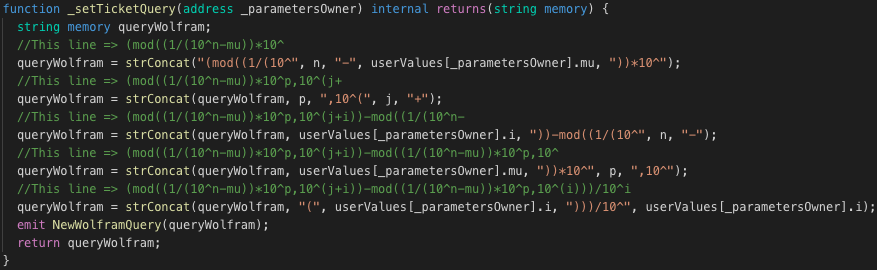 function _setTicketQuery(address _parametersOwner) internal returns(string memory) {
string memory queryWolfram;
//This line => (mod((1/(10^n-mu))*10^
queryWolfram = strConcat("(mod((1/(10^", n, "-", userValues[_parametersOwner].mu, "))*10^");
//This line => (mod((1/(10^n-mu))*10^p,10^(j+
queryWolfram = strConcat(queryWolfram, p, ",10^(", j, "+");
//This line => (mod((1/(10^n-mu))*10^p,10^(j+i))-mod((1/(10^n-
queryWolfram = strConcat(queryWolfram, userValues[_parametersOwner].i, "))-mod((1/(10^", n, "-");
//This line => (mod((1/(10^n-mu))*10^p,10^(j+i))-mod((1/(10^n-mu))*10^p,10^
queryWolfram = strConcat(queryWolfram, userValues[_parametersOwner].mu, "))*10^", p, ",10^");
//This line => (mod((1/(10^n-mu))*10^p,10^(j+i))-mod((1/(10^n-mu))*10^p,10^(i)))/10^i
queryWolfram = strConcat(queryWolfram, "(", userValues[_parametersOwner].i, ")))/10^", userValues[_parametersOwner].i);
emit NewWolframQuery(queryWolfram);
return queryWolfram;
}